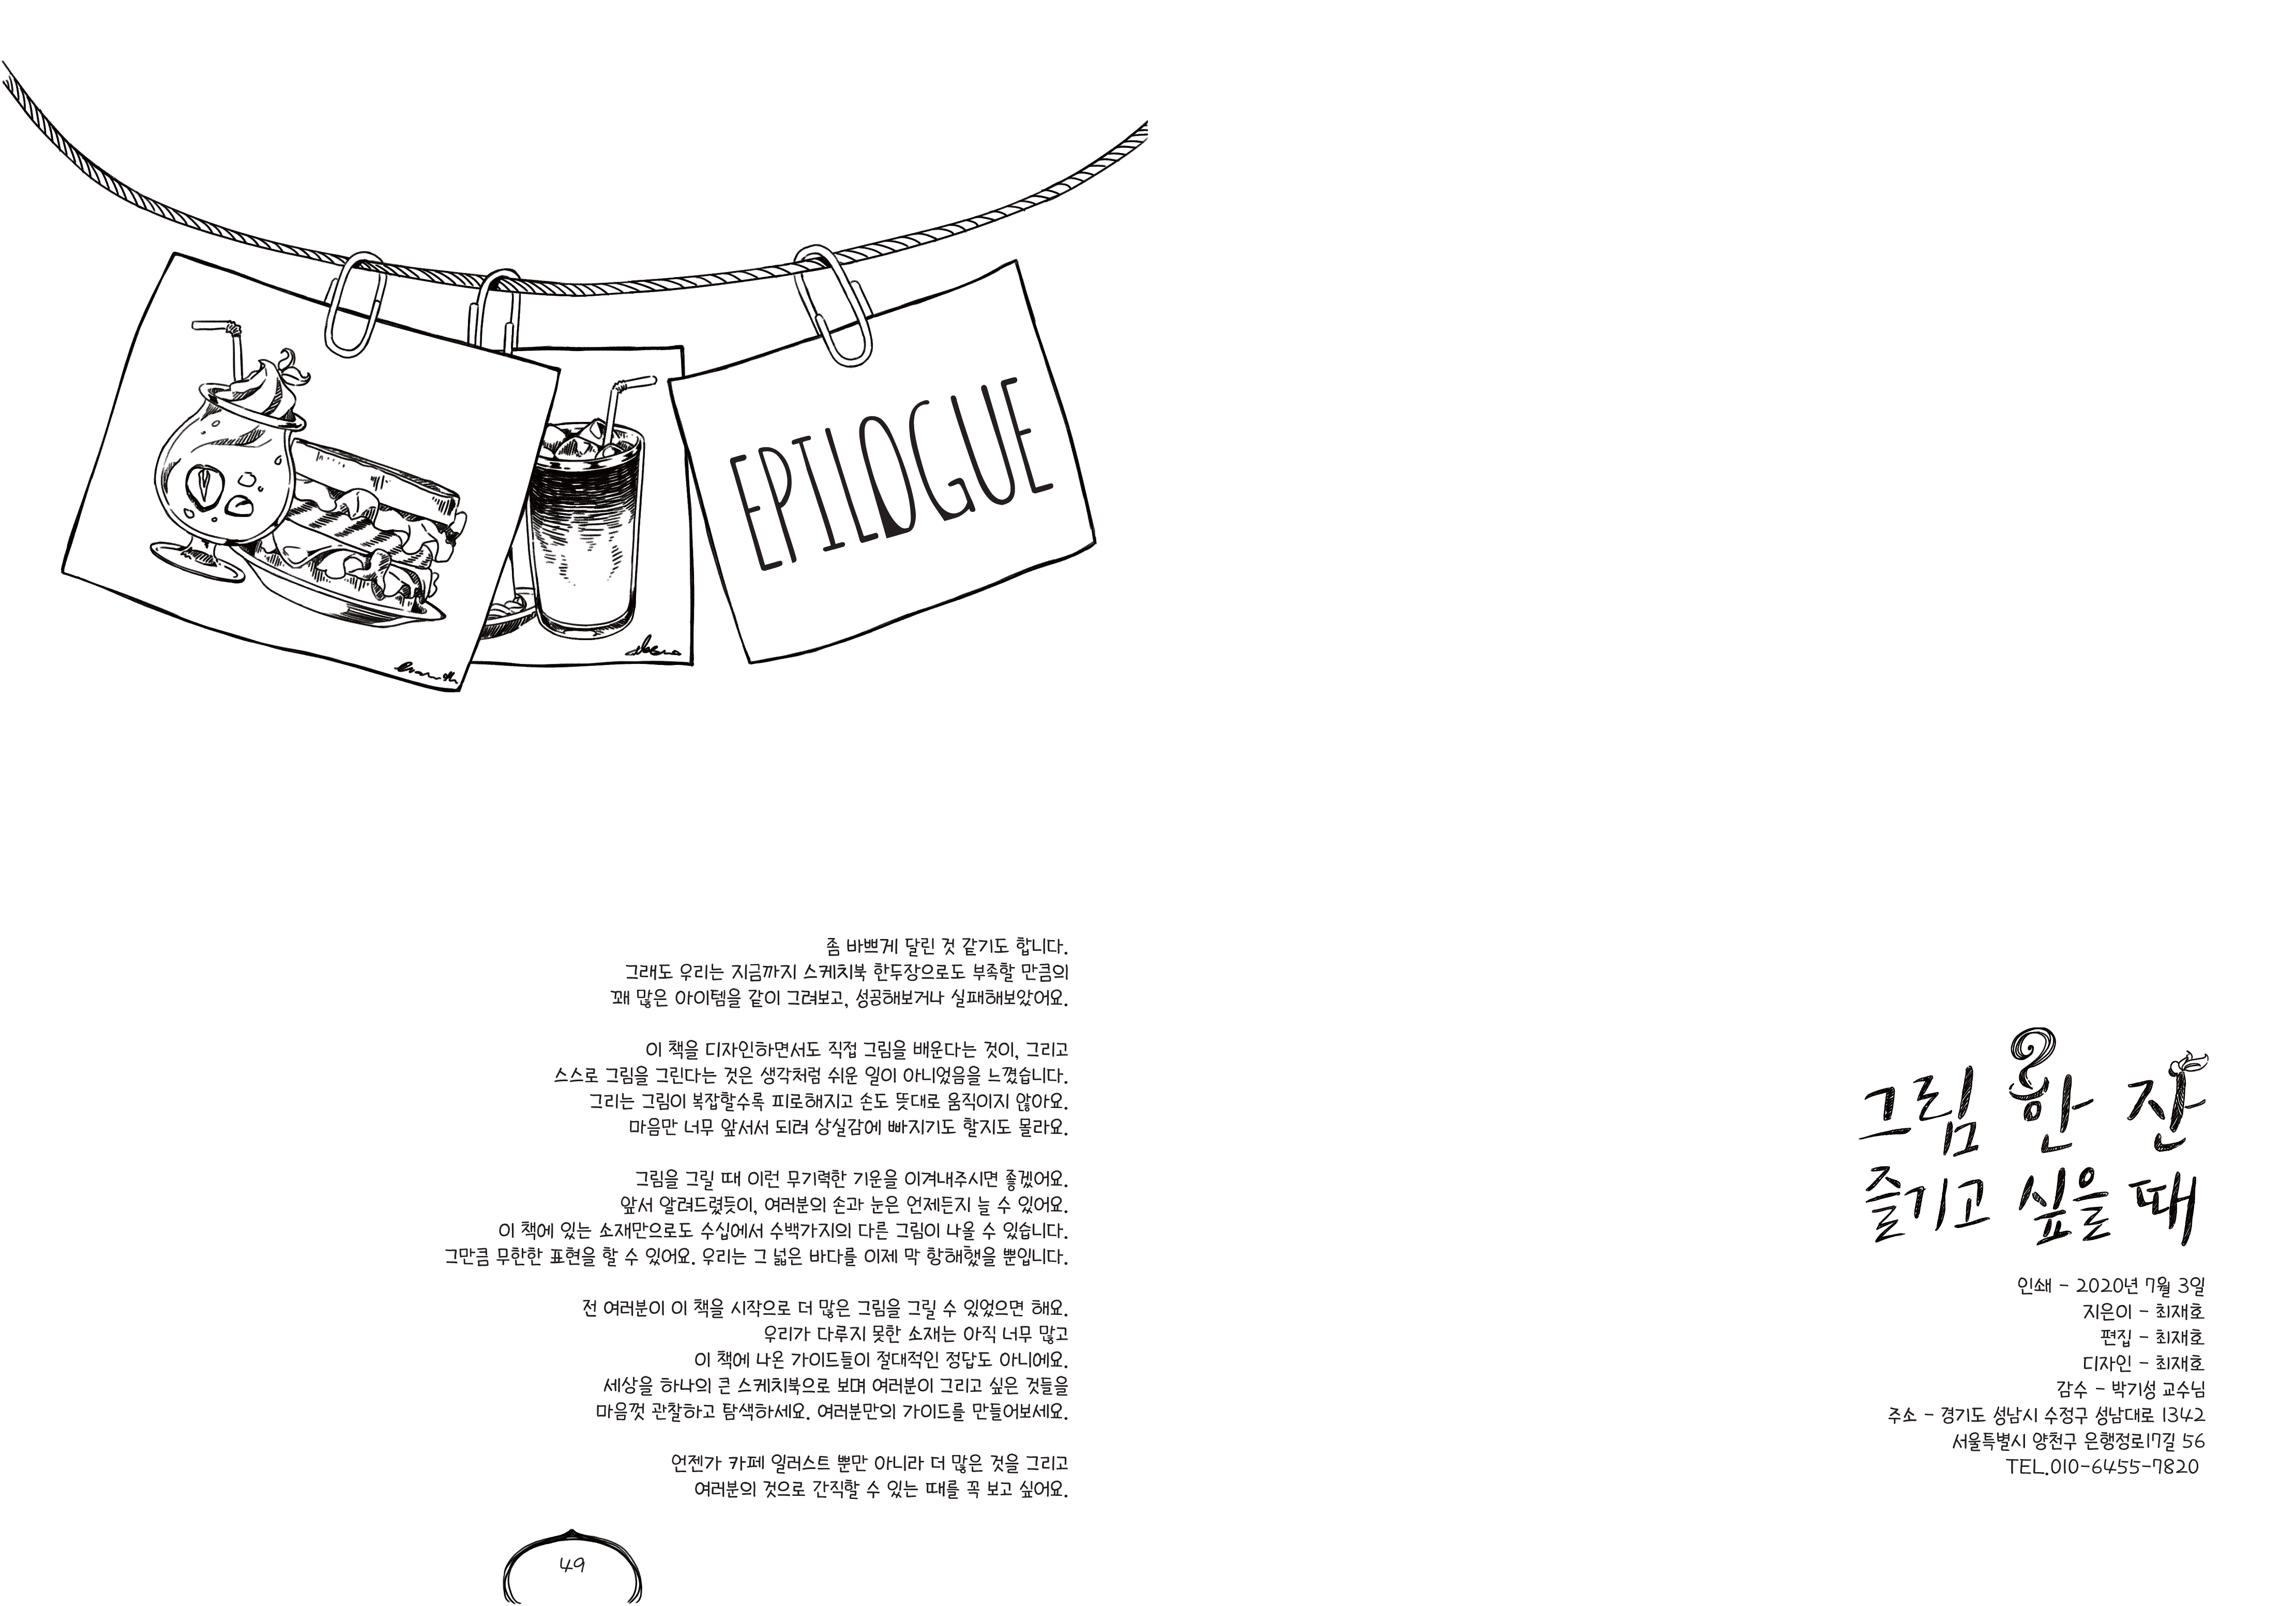 EPILOGUE
좀 바쁘게 달린 것 같기도 합니다.
그래도 우리는 지금까지 스케치북 한두장으로도 부족할 만큼의
꽤 많은 아이템을 같이 그려보고, 성공해보거나 실패해보았어요.
이 책을 디자인하면서도 직접 그림을 배운다는 것이, 그리고
스스로 그림을 그린다는 것은 생각처럼 쉬운 일이 아니었음을 느꼈습니다.
그리는 그림이 복잡할수록 피로해지고 손도 뜻대로 움직이지 않아요.
마음만 너무 앞서서 되려 상실감에 빠지기도 할지도 몰라요.
그림을 그릴 때 이런 무기력한 기운을 이겨내주시면 좋겠어요.
앞서 알려드렸듯이, 여러분의 손과 눈은 언제든지 늘 수 있어요.
이 책에 있는 소재만으로도 수십에서 수백가지의 다른 그림이 나올 수 있습니다.
그만큼 무한한 표현을 할 수 있어요. 우리는 그 넓은 바다를 이제 막 항해했을 뿐입니다.
전 여러분이 이 책을 시작으로 더 많은 그림을 그릴 수 있었으면 해요.
우리가 다루지 못한 소재는 아직 너무 많고
이 책에 나온 가이드들이 절대적인 정답도 아니에요.
세상을 하나의 큰 스케치북으로 보며 여러분이 그리고 싶은 것들을
마음껏 관찰하고 탐색하세요. 여러분만의 가이드를 만들어보세요.
언젠가 카페 일러스트 뿐만 아니라 더 많은 것을 그리고
여러분의 것으로 간직할 수 있는 때를 꼭 보고 싶어요.
49
그림 한 잔
즐기고 싶을 때
인쇄 - 2020년 7월 3일
지은이 - 최재호
편집 - 최재호
디자인 - 최재호
감수 - 박기성 교수님
주소 - 경기도 성남시 수정구 성남대로 1342
서울특별시 양천구 은행정로17길 56
TEL.010-6455-7820